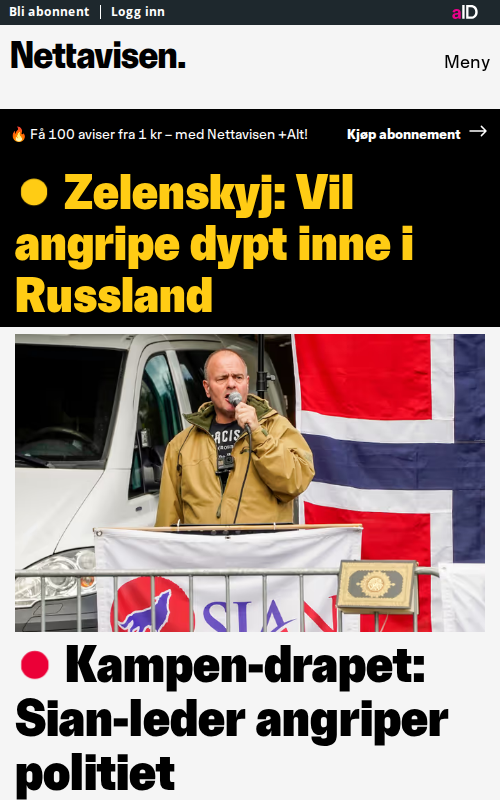 Bli abonnent | Logg inn
aID
Nettavisen.
Meny
🔥 Få 100 aviser fra 1 kr – med Nettavisen +Alt!
Kjøp abonnement →
Zelenskyj: Vil
angripe dypt inne i
Russland
SIAN
Kampen-drapet:
Sian-leder angriper
politiet